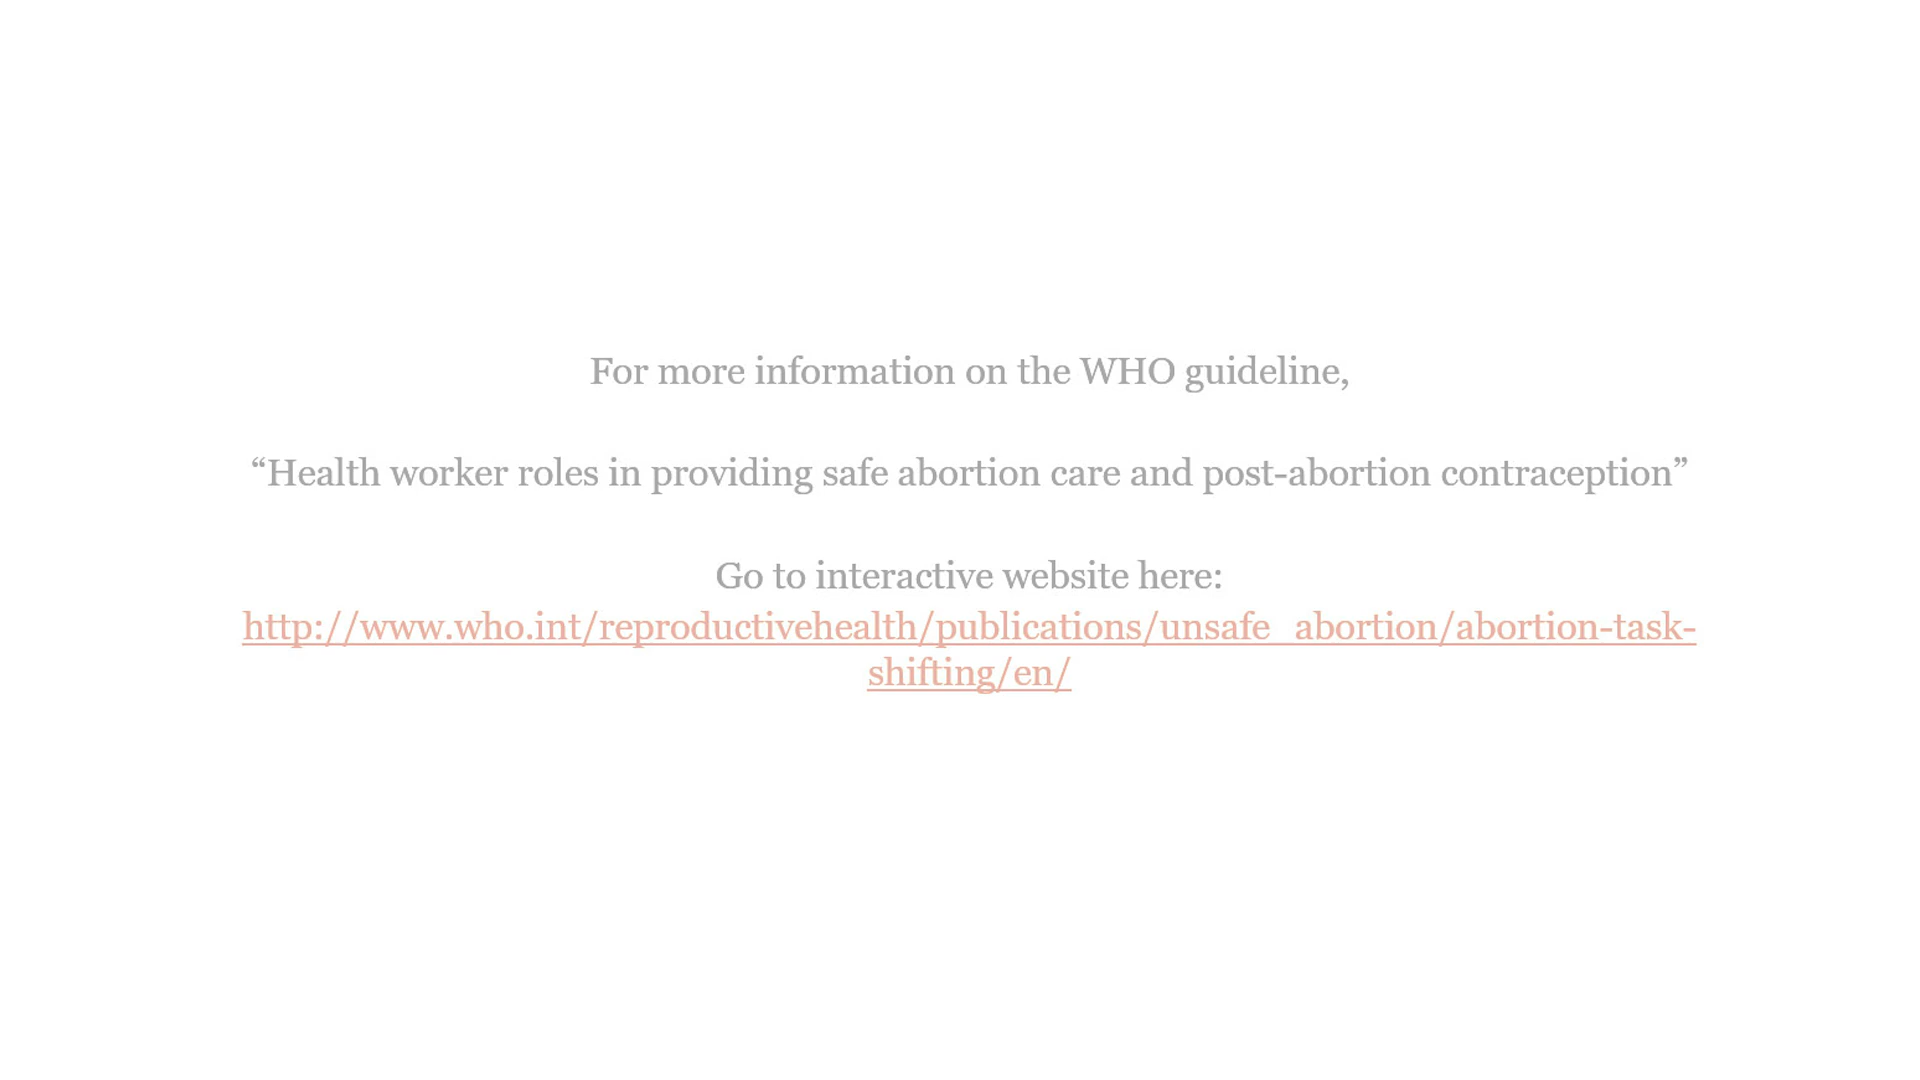 For more information on the WHO guideline,
“Health worker roles in providing safe abortion care and post-abortion contraception”
Go to interactive website here:
http://www.who.int/reproductivehealth/publications/unsafe_abortion/abortion-task-
shifting/en/